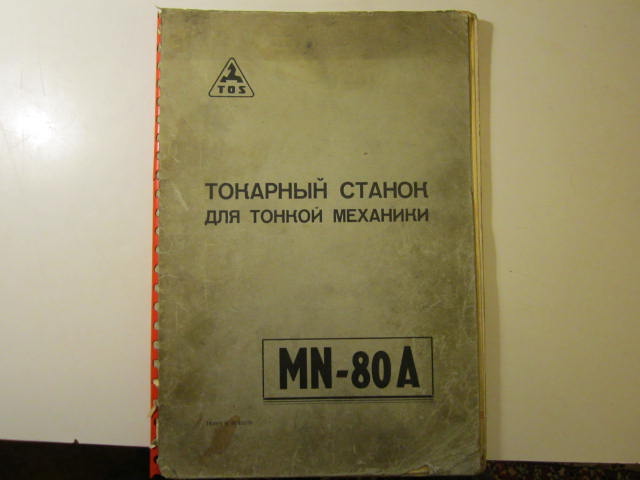 TOS
ТОКАРНЫЙ СТАНОК
ДЛЯ ТОНКОЙ МЕХАНИКИ
MN-80A